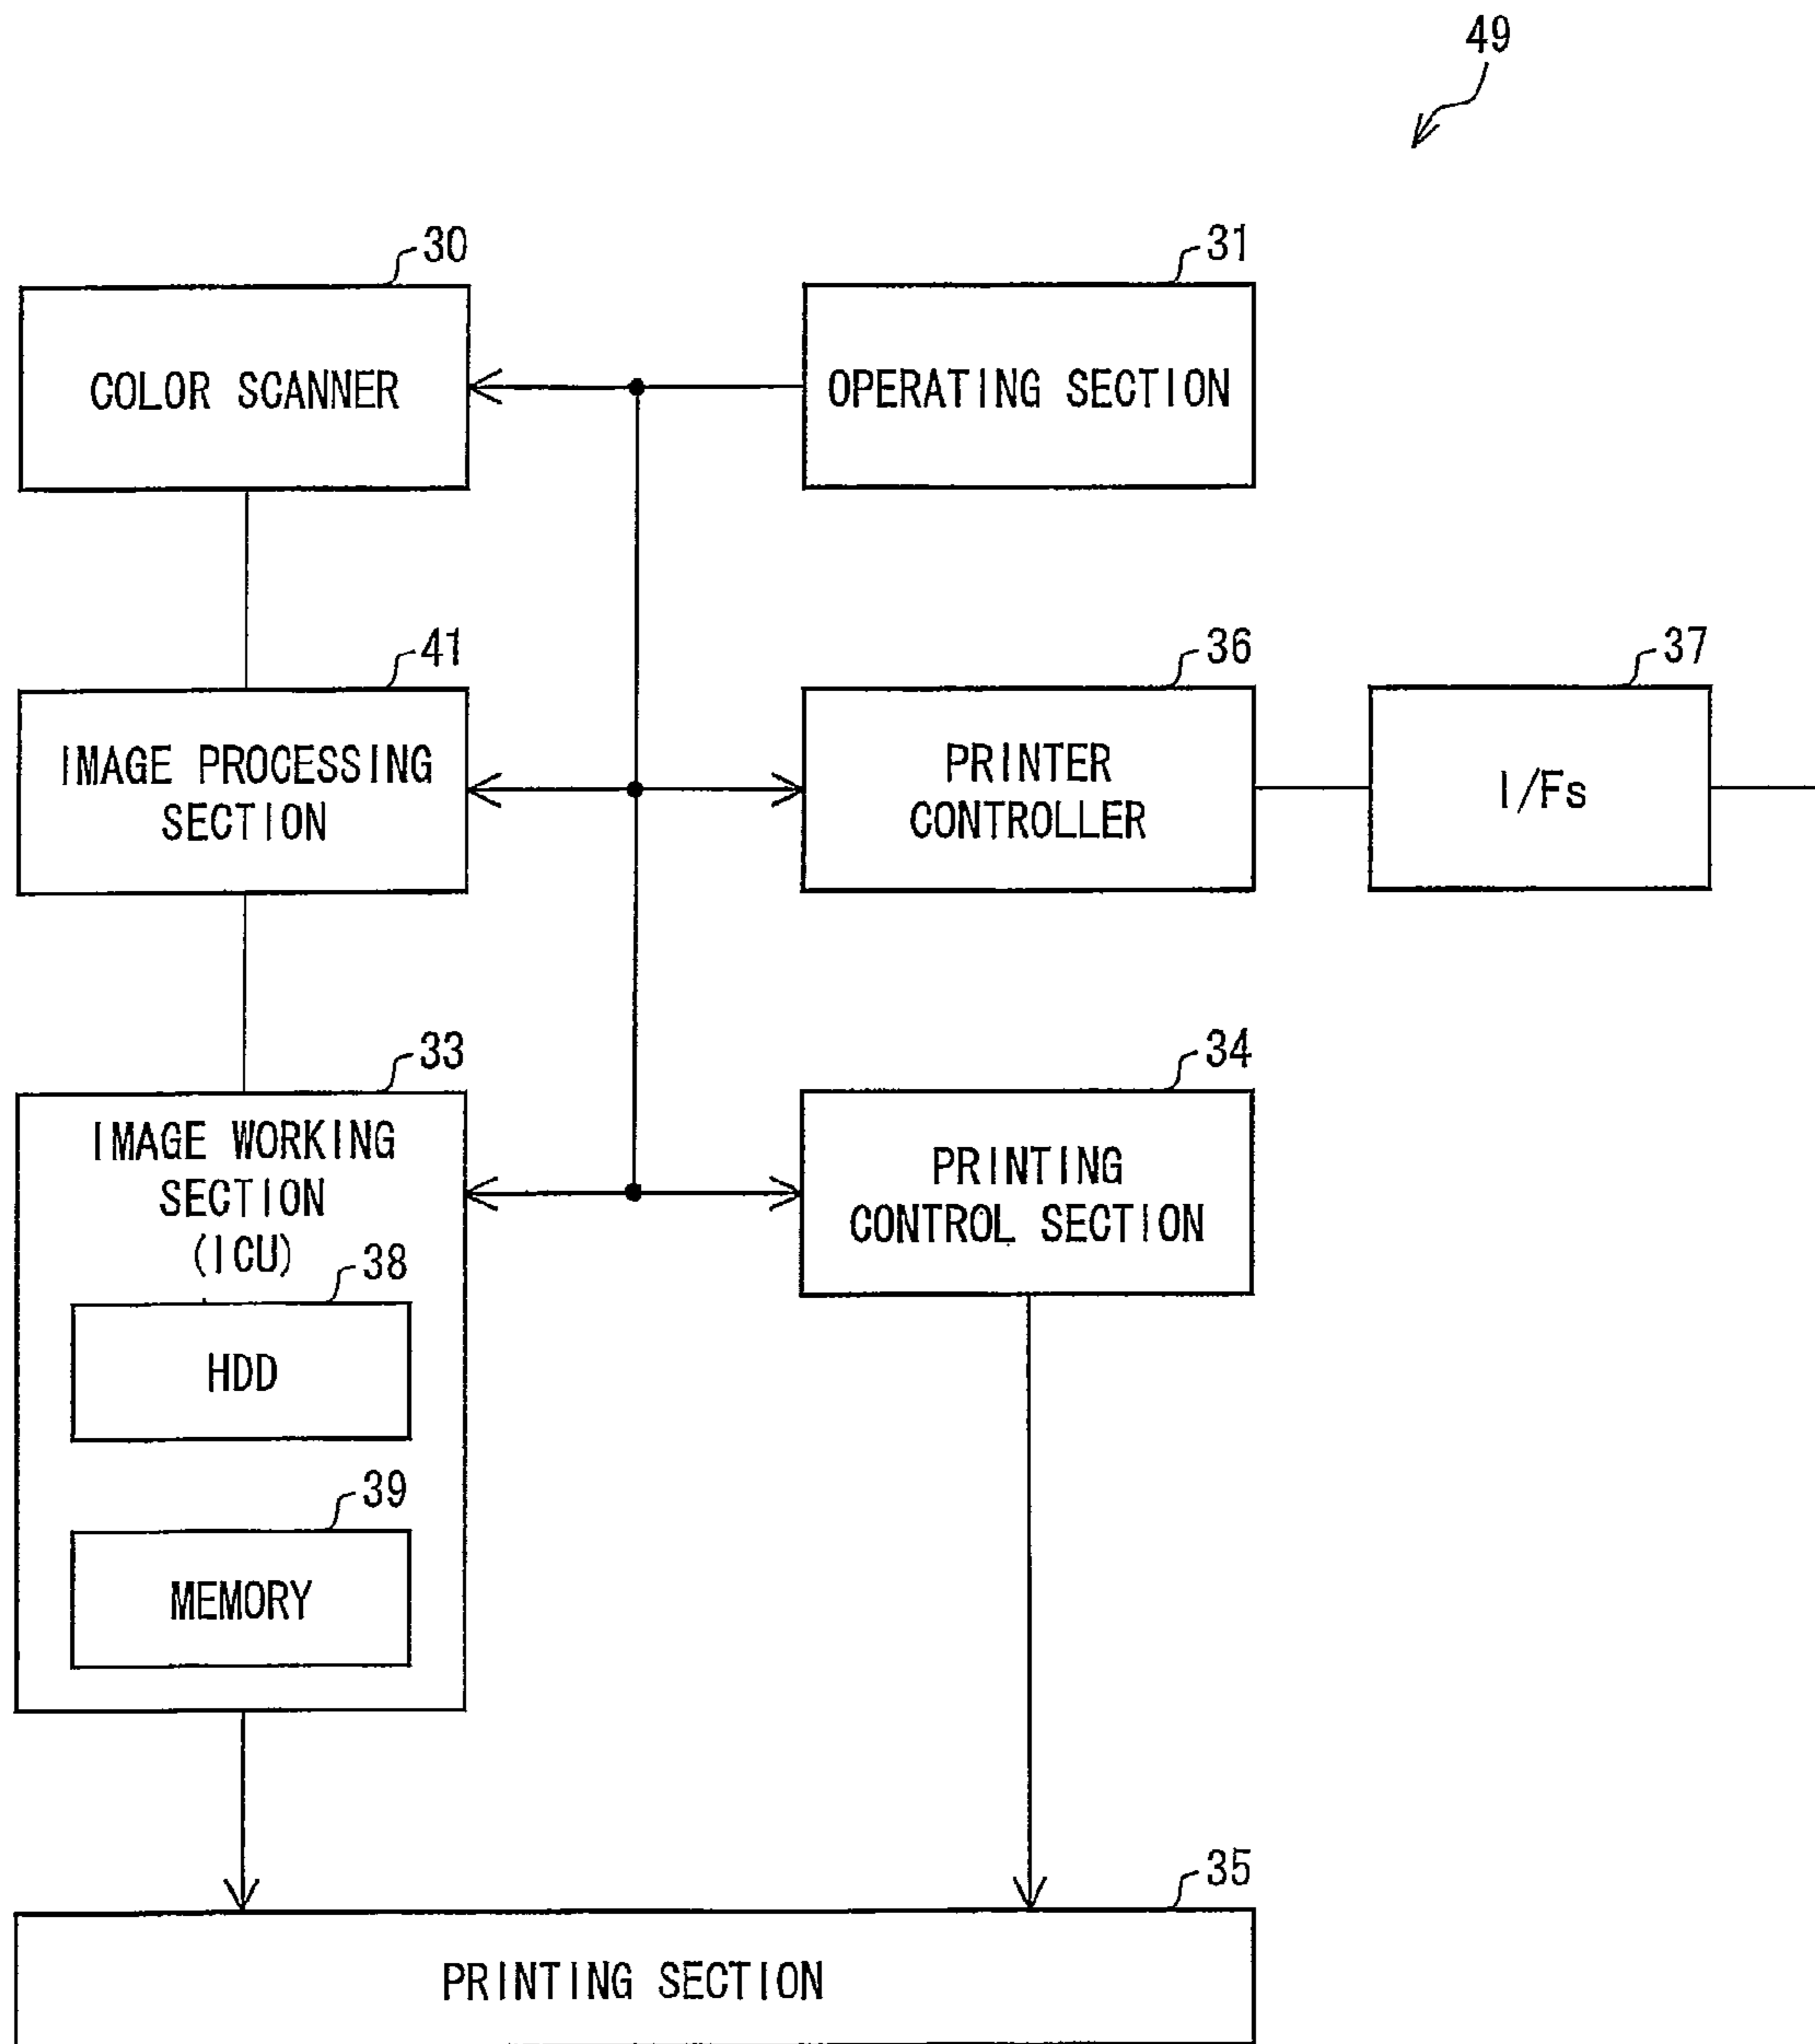 49
30
COLOR SCANNER
31
OPERATING SECTION
41
IMAGE PROCESSING
SECTION
36
PRINTER
CONTROLLER
37
I/Fs
33
IMAGE WORKING
SECTION
(ICU)
38
HDD
39
MEMORY
34
PRINTING
CONTROL SECTION
35
PRINTING SECTION